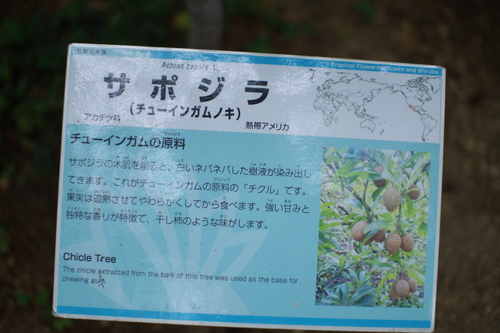 Achras zapota L.
Tropical Flowering Trees and Shrubs
サポジラ
(チューインガムノキ)
アカテツ科
熱帯アメリカ
チューインガムの原料
サポジラの木肌を削ると、白いネバネバした樹液が染み出し
てきます。これがチューインガムの原料の「チクル」です。
果実は追熟させてやわらかくしてから食べます。強い甘みと
独特な香りが特徴で、干し柿のような味がします。
Chicle Tree
The chicle extracted from the bark of this tree was used as the base for
chewing gum.